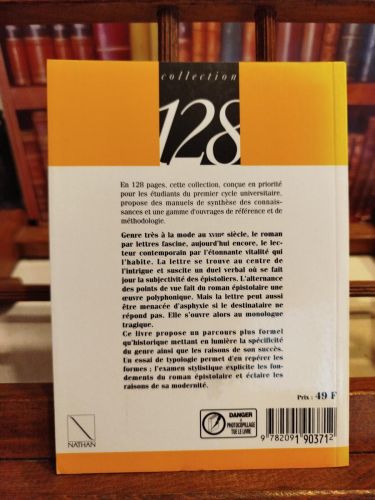 collection
128
En 128 pages, cette collection, conçue en priorité
pour les étudiants du premier cycle universitaire,
propose des manuels de synthèse des connais-
sances et une gamme d'ouvrages de référence et de
méthodologie.
Genre très à la mode au XVIIIe siècle, le roman
par lettres fascine, aujourd'hui encore, le lec-
teur contemporain par l'étonnante vitalité qui
l'habite. La lettre se trouve au centre de
l'intrigue et suscite un duel verbal où se fait
jour la subjectivité des épistoliers. L'alternance
des points de vue fait du roman épistolaire une
œuvre polyphonique. Mais la lettre peut aussi
être menacée d'asphyxie si le destinataire ne
répond pas. Elle s'ouvre alors au monologue
tragique.
Ce livre propose un parcours plus formel
qu'historique mettant en lumière la spécificité
du genre ainsi que les raisons de son succès.
Un essai de typologie permet d'en repérer les
formes ; l'examen stylistique explicite les fon-
dements du roman épistolaire et éclaire les
raisons de sa modernité.
Prix : 49 F
NATHAN
DANGER
LE
PHOTOCOPILLAGE
TUE LE LIVRE
9 782091 903712